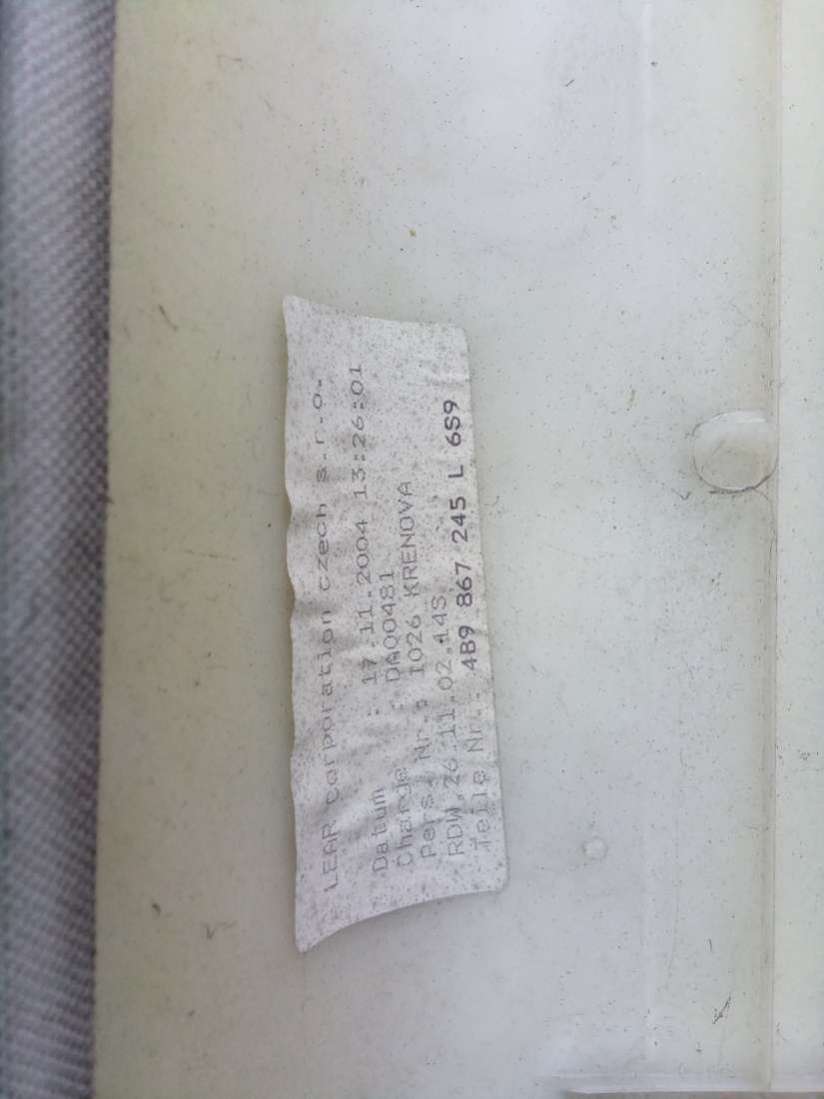 LEAR Corporation czech s.r.o.
Datum : 17.11.2004 13:26:01
Charge : DA00481
Pers. Nr.: 1026 KRENOVA
RDW.26.11.02.14S
Teile Nr.: 4B9 867 245 L 6S9